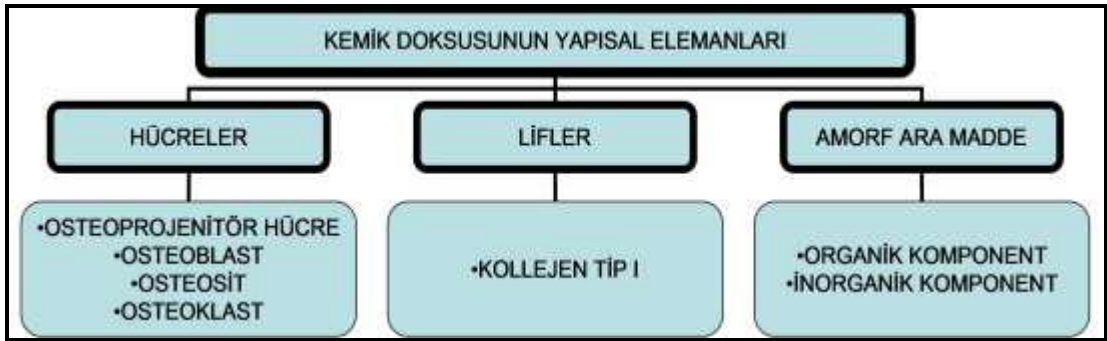 KEMİK DOKSUSUNUN YAPISAL ELEMANLARI
HÜCRELER
LİFLER
AMORF ARA MADDE
•OSTEOPROJENİTÖR HÜCRE
•OSTEOBLAST
•OSTEOSİT
•OSTEOKLAST
•KOLLEJEN TİP I
•ORGANİK KOMPONENT
•İNORGANİK KOMPONENT